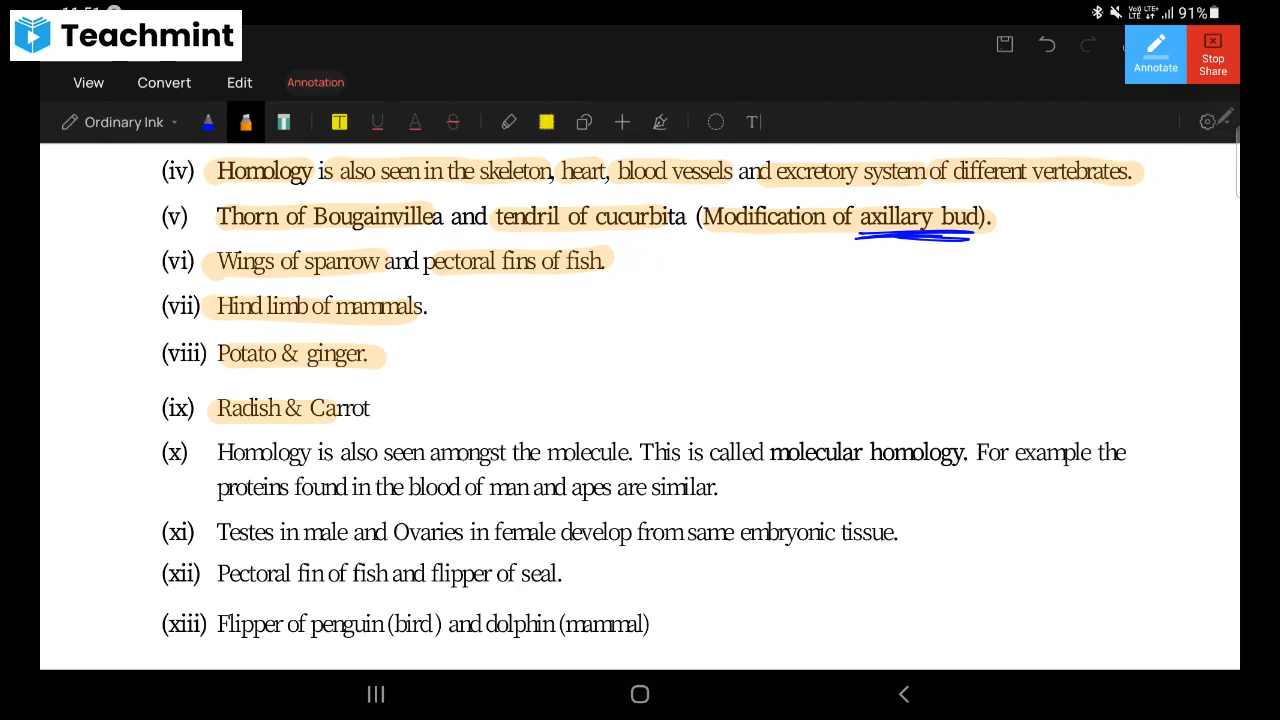 Teachmint
VoD LTE+
LTE
91%
View Convert Edit Annotation
Annotate
Stop
Share
Ordinary Ink
(iv) Homology is also seen in the skeleton, heart, blood vessels and excretory system of different vertebrates.
(v) Thorn of Bougainvillea and tendril of cucurbita (Modification of axillary bud).
(vi) Wings of sparrow and pectoral fins of fish.
(vii) Hind limb of mammals.
(viii) Potato & ginger.
(ix) Radish & Carrot
(x) Homology is also seen amongst the molecule. This is called molecular homology. For example the
proteins found in the blood of man and apes are similar.
(xi) Testes in male and Ovaries in female develop from same embryonic tissue.
(xii) Pectoral fin of fish and flipper of seal.
(xiii) Flipper of penguin (bird) and dolphin (mammal)